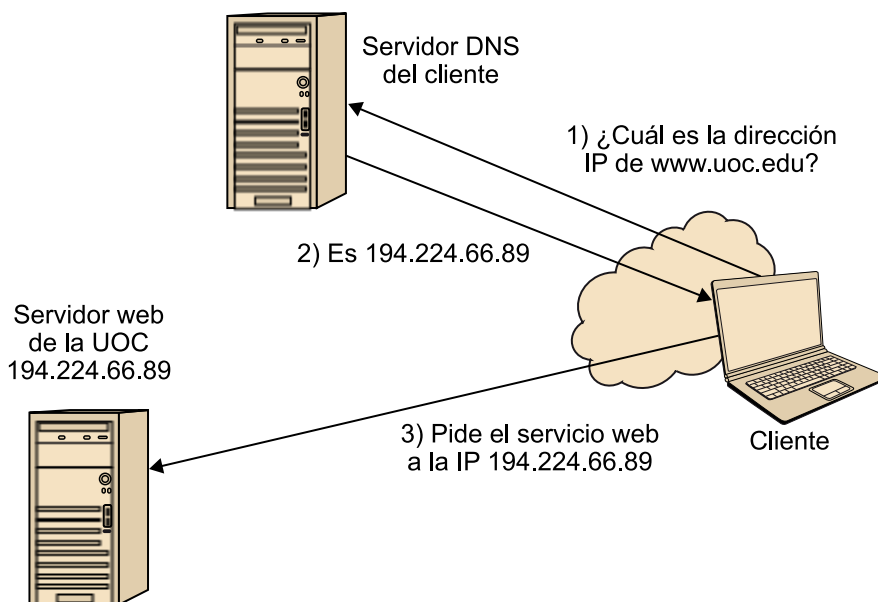 Servidor DNS
del cliente
1) ¿Cuál es la dirección
IP de www.uoc.edu?
2) Es 194.224.66.89
Servidor web
de la UOC
194.224.66.89
3) Pide el servicio web
a la IP 194.224.66.89
Cliente